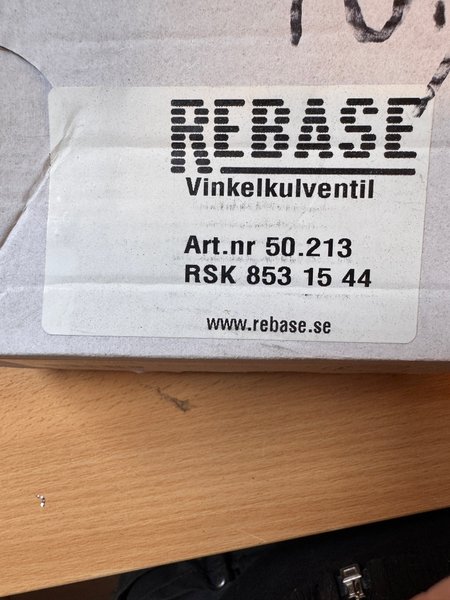 REBASE
Vinkelkulventil
Art.nr 50.213
RSK 853 15 44
www.rebase.se